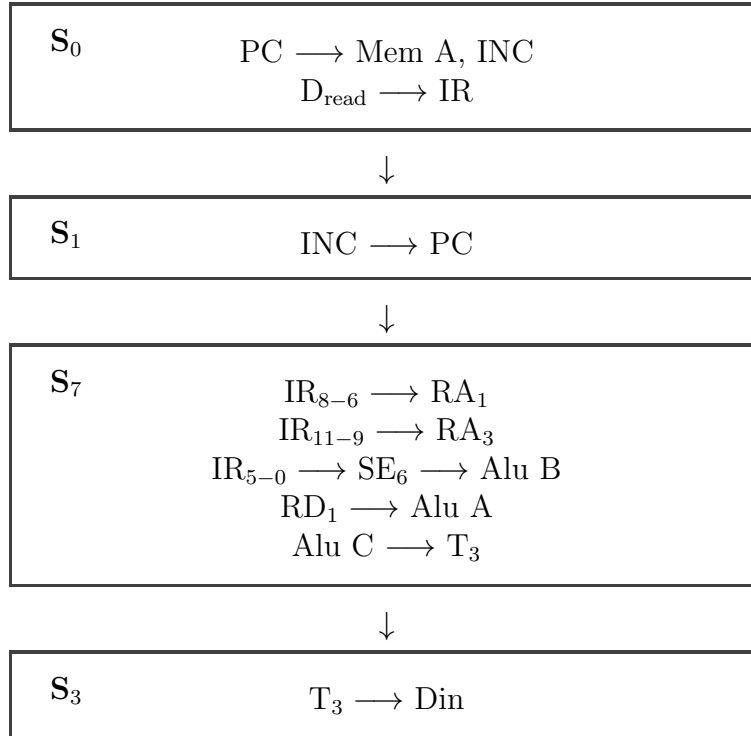 S₀
PC ⟶ Mem A, INC
D_read ⟶ IR
↓
S₁
INC ⟶ PC
↓
S₇
IR₈₋₆ ⟶ RA₁
IR₁₁₋₉ ⟶ RA₃
IR₅₋₀ ⟶ SE₆ ⟶ Alu B
RD₁ ⟶ Alu A
Alu C ⟶ T₃
↓
S₃
T₃ ⟶ Din